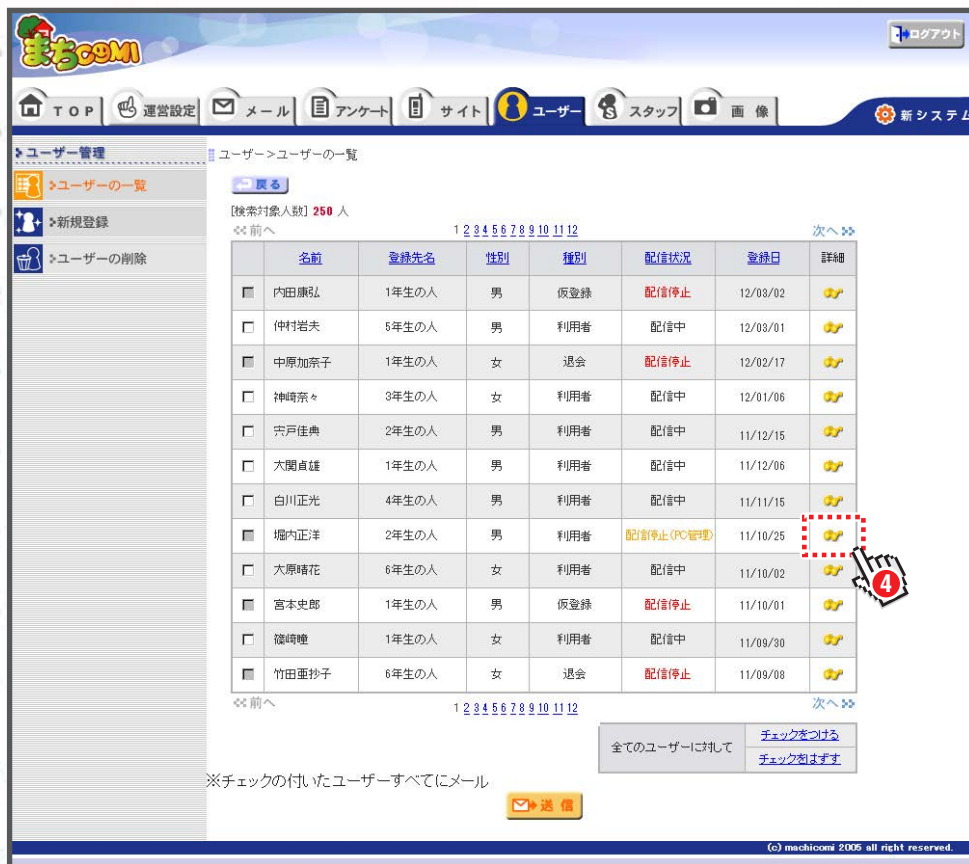 まちcoMi
ログアウト
TOP 運営設定 メール アンケート サイト ユーザー スタッフ 画像 新システム
ユーザー管理
ユーザーの一覧
新規登録
ユーザーの削除
ユーザー>ユーザーの一覧
戻る
[検索対象人数] 250 人
<<前へ 1 2 3 4 5 6 7 8 9 10 11 12 次へ>>
名前 登録先名 性別 種別 配信状況 登録日 詳細
内田康弘 1年生の人 男 仮登録 配信停止 12/03/02
仲村岩夫 5年生の人 男 利用者 配信中 12/03/01
中原加奈子 1年生の人 女 退会 配信停止 12/02/17
神崎奈々 3年生の人 女 利用者 配信中 12/01/06
宍戸佳典 2年生の人 男 利用者 配信中 11/12/15
大関貞雄 1年生の人 男 利用者 配信中 11/12/06
白川正光 4年生の人 男 利用者 配信中 11/11/15
堀内正洋 2年生の人 男 利用者 配信停止(PC管理) 11/10/25
4
大原晴花 6年生の人 女 利用者 配信中 11/10/02
宮本史郎 1年生の人 男 仮登録 配信停止 11/10/01
篠崎瞳 1年生の人 女 利用者 配信中 11/09/30
竹田亜抄子 6年生の人 女 退会 配信停止 11/09/08
<<前へ 1 2 3 4 5 6 7 8 9 10 11 12 次へ>>
全てのユーザーに対して チェックをつける
チェックをはずす
※チェックの付いたユーザーすべてにメール
送信
(c) machicomi 2005 all right reserved.